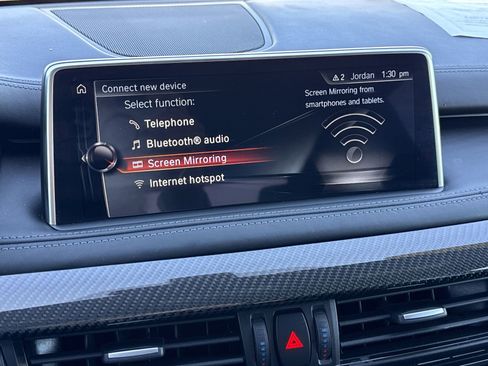 Connect new device
2 Jordan 1:30 pm
Select function:
Telephone
Bluetooth® audio
Screen Mirroring
Internet hotspot
Screen Mirroring from
smartphones and tablets.